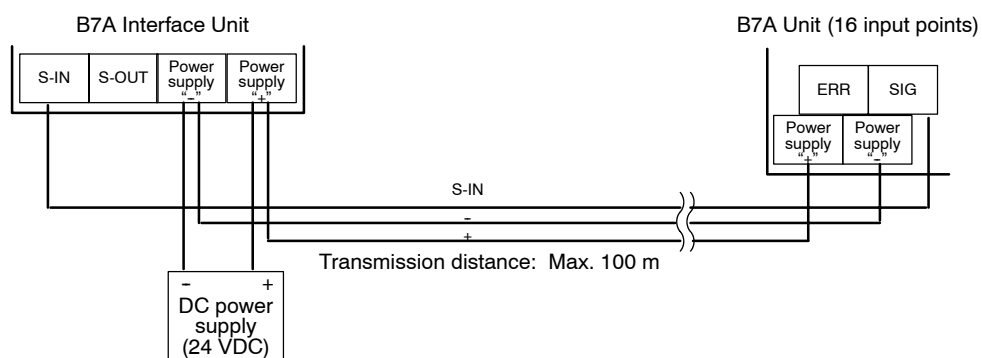 B7A Interface Unit
B7A Unit (16 input points)
S-IN
S-OUT
Power
supply
“-”
Power
supply
“+”
ERR
SIG
Power
supply
“+”
Power
supply
“-”
S-IN
-
+
Transmission distance: Max. 100 m
- +
DC power
supply
(24 VDC)